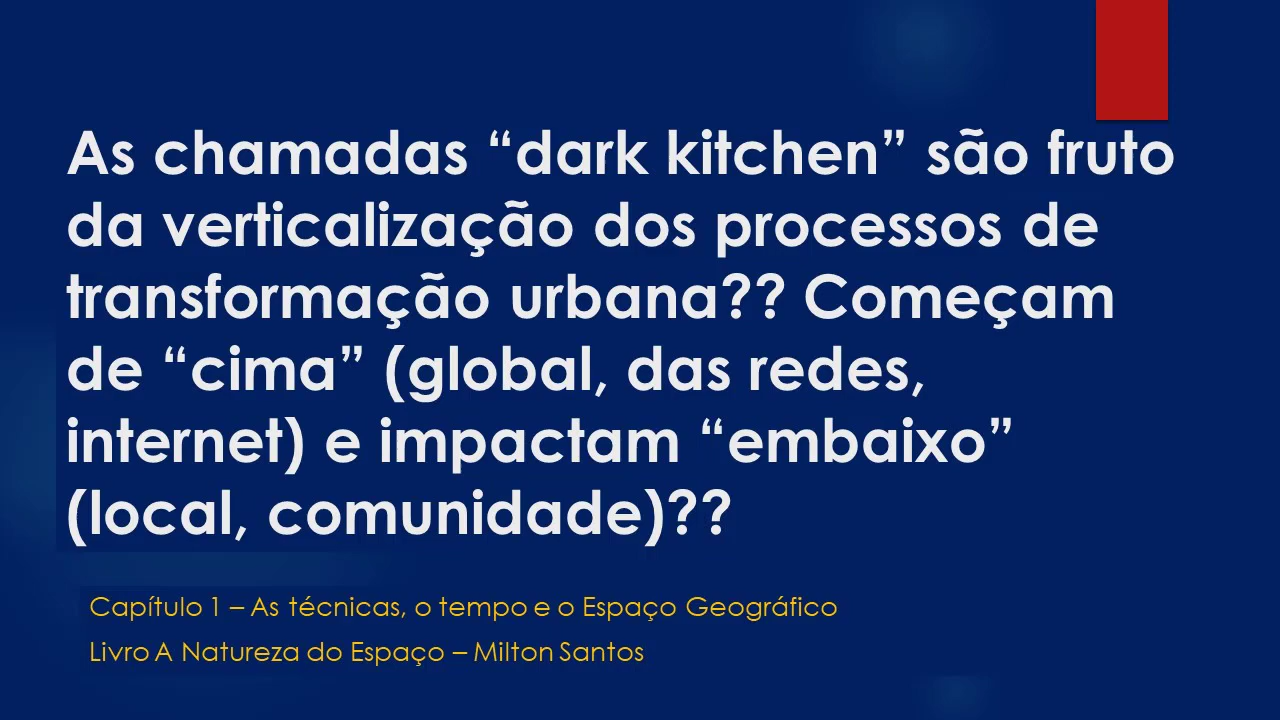 As chamadas “dark kitchen” são fruto
da verticalização dos processos de
transformação urbana?? Começam
de “cima” (global, das redes,
internet) e impactam “embaixo”
(local, comunidade)??
Capítulo 1 – As técnicas, o tempo e o Espaço Geográfico
Livro A Natureza do Espaço – Milton Santos